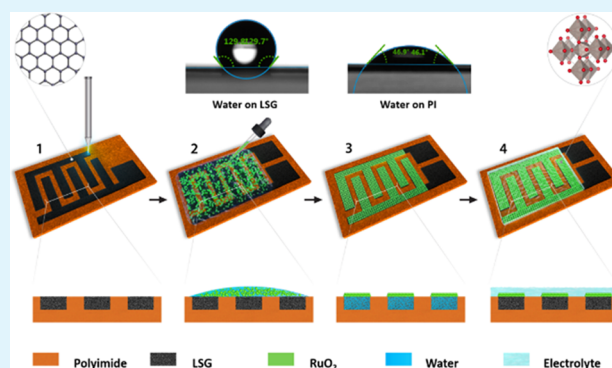 129.8 129.7°
46.9° 46.1°
Water on LSG
Water on PI
1
2
3
4
Polyimide
LSG
RuO₂
Water
Electrolyte